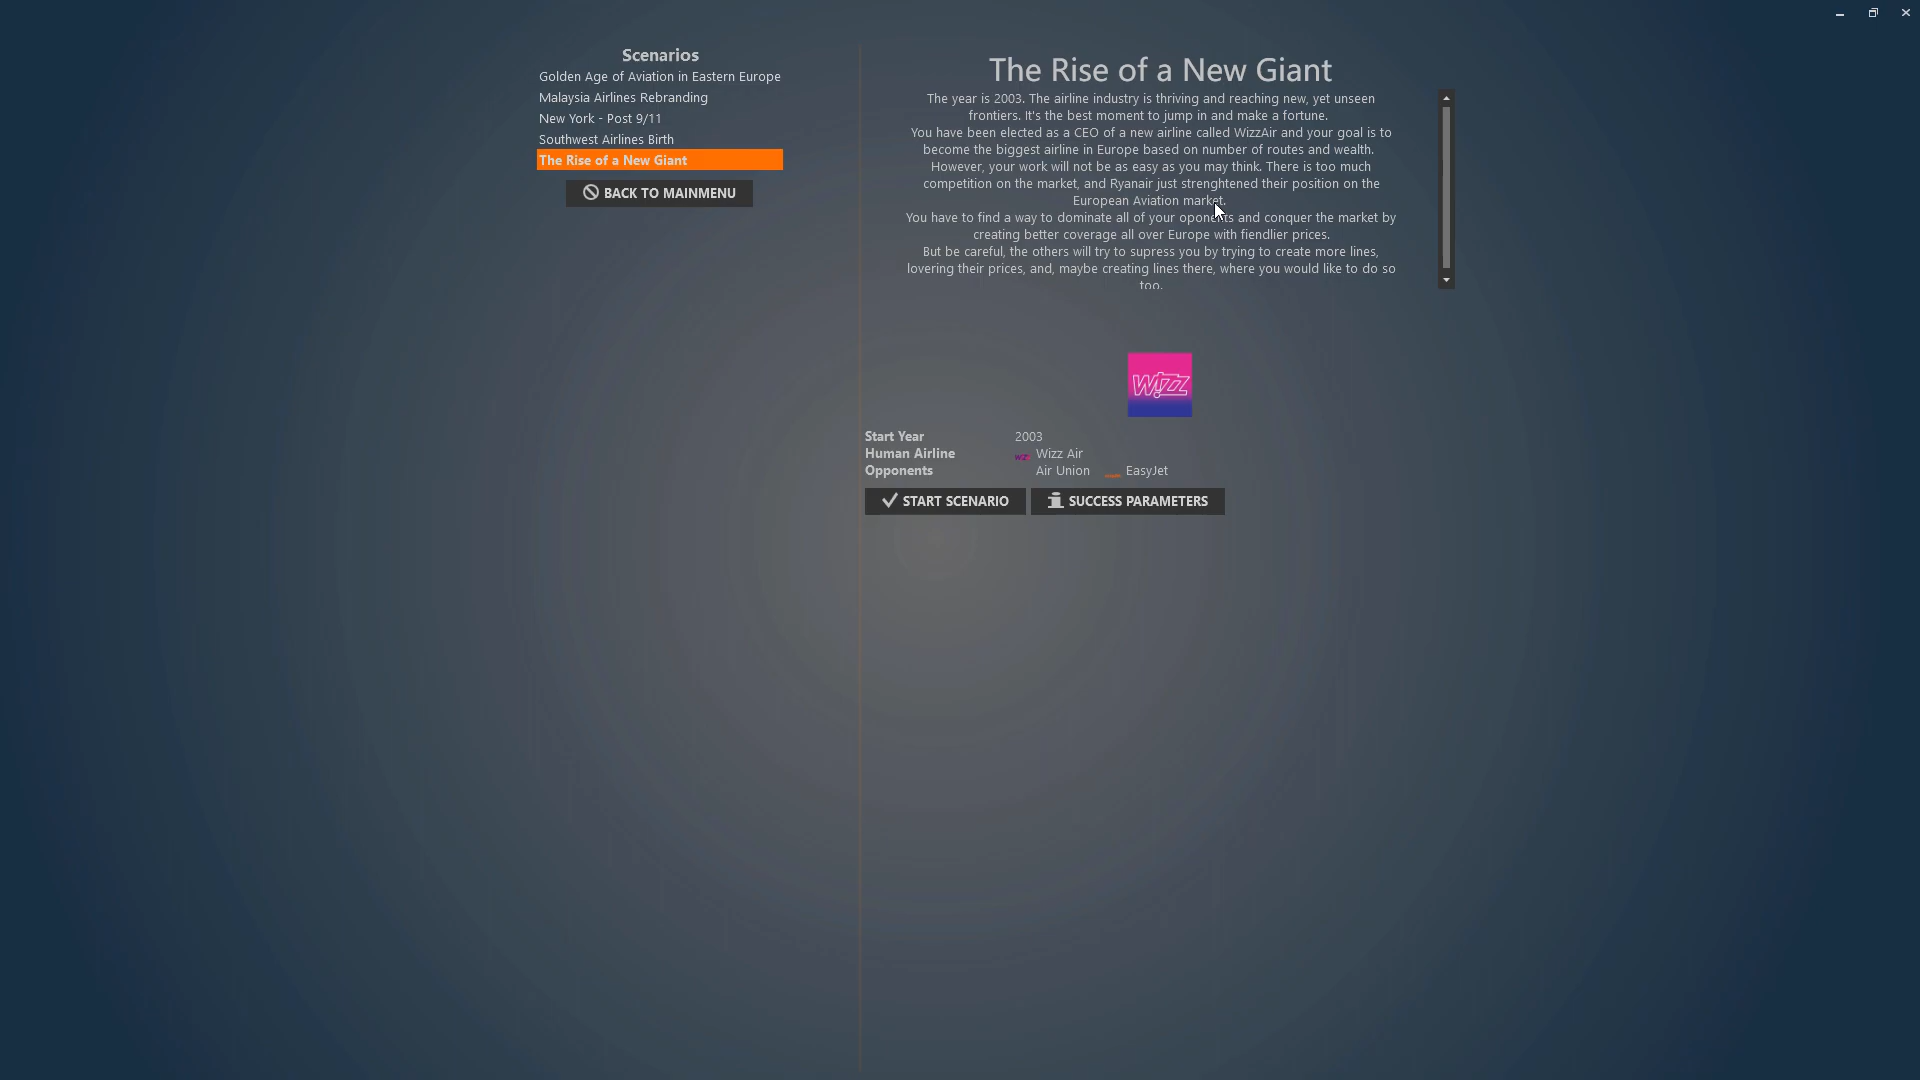 Scenarios
Golden Age of Aviation in Eastern Europe
Malaysia Airlines Rebranding
New York - Post 9/11
Southwest Airlines Birth
The Rise of a New Giant
BACK TO MAINMENU
The Rise of a New Giant
The year is 2003. The airline industry is thriving and reaching new, yet unseen
frontiers. It's the best moment to jump in and make a fortune.
You have been elected as a CEO of a new airline called WizzAir and your goal is to
become the biggest airline in Europe based on number of routes and wealth.
However, your work will not be as easy as you may think. There is too much
competition on the market, and Ryanair just strenghtened their position on the
European Aviation market.
You have to find a way to dominate all of your oponents and conquer the market by
creating better coverage all over Europe with fiendlier prices.
But be careful, the others will try to supress you by trying to create more lines,
lovering their prices, and, maybe creating lines there, where you would like to do so
too.
Wizz
Start Year 2003
Human Airline Wizz Air
Opponents Air Union EasyJet
START SCENARIO SUCCESS PARAMETERS